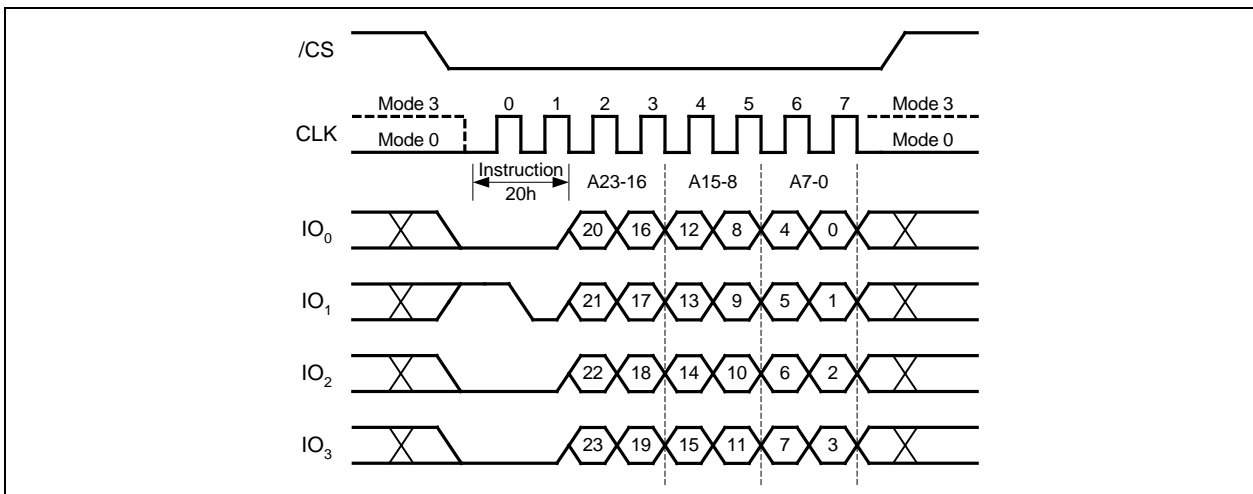 /CS
Mode 3 0 1 2 3 4 5 6 7 Mode 3
CLK
Mode 0 Mode 0
Instruction
20h
A23-16 A15-8 A7-0
IO0 20 16 12 8 4 0
IO1 21 17 13 9 5 1
IO2 22 18 14 10 6 2
IO3 23 19 15 11 7 3